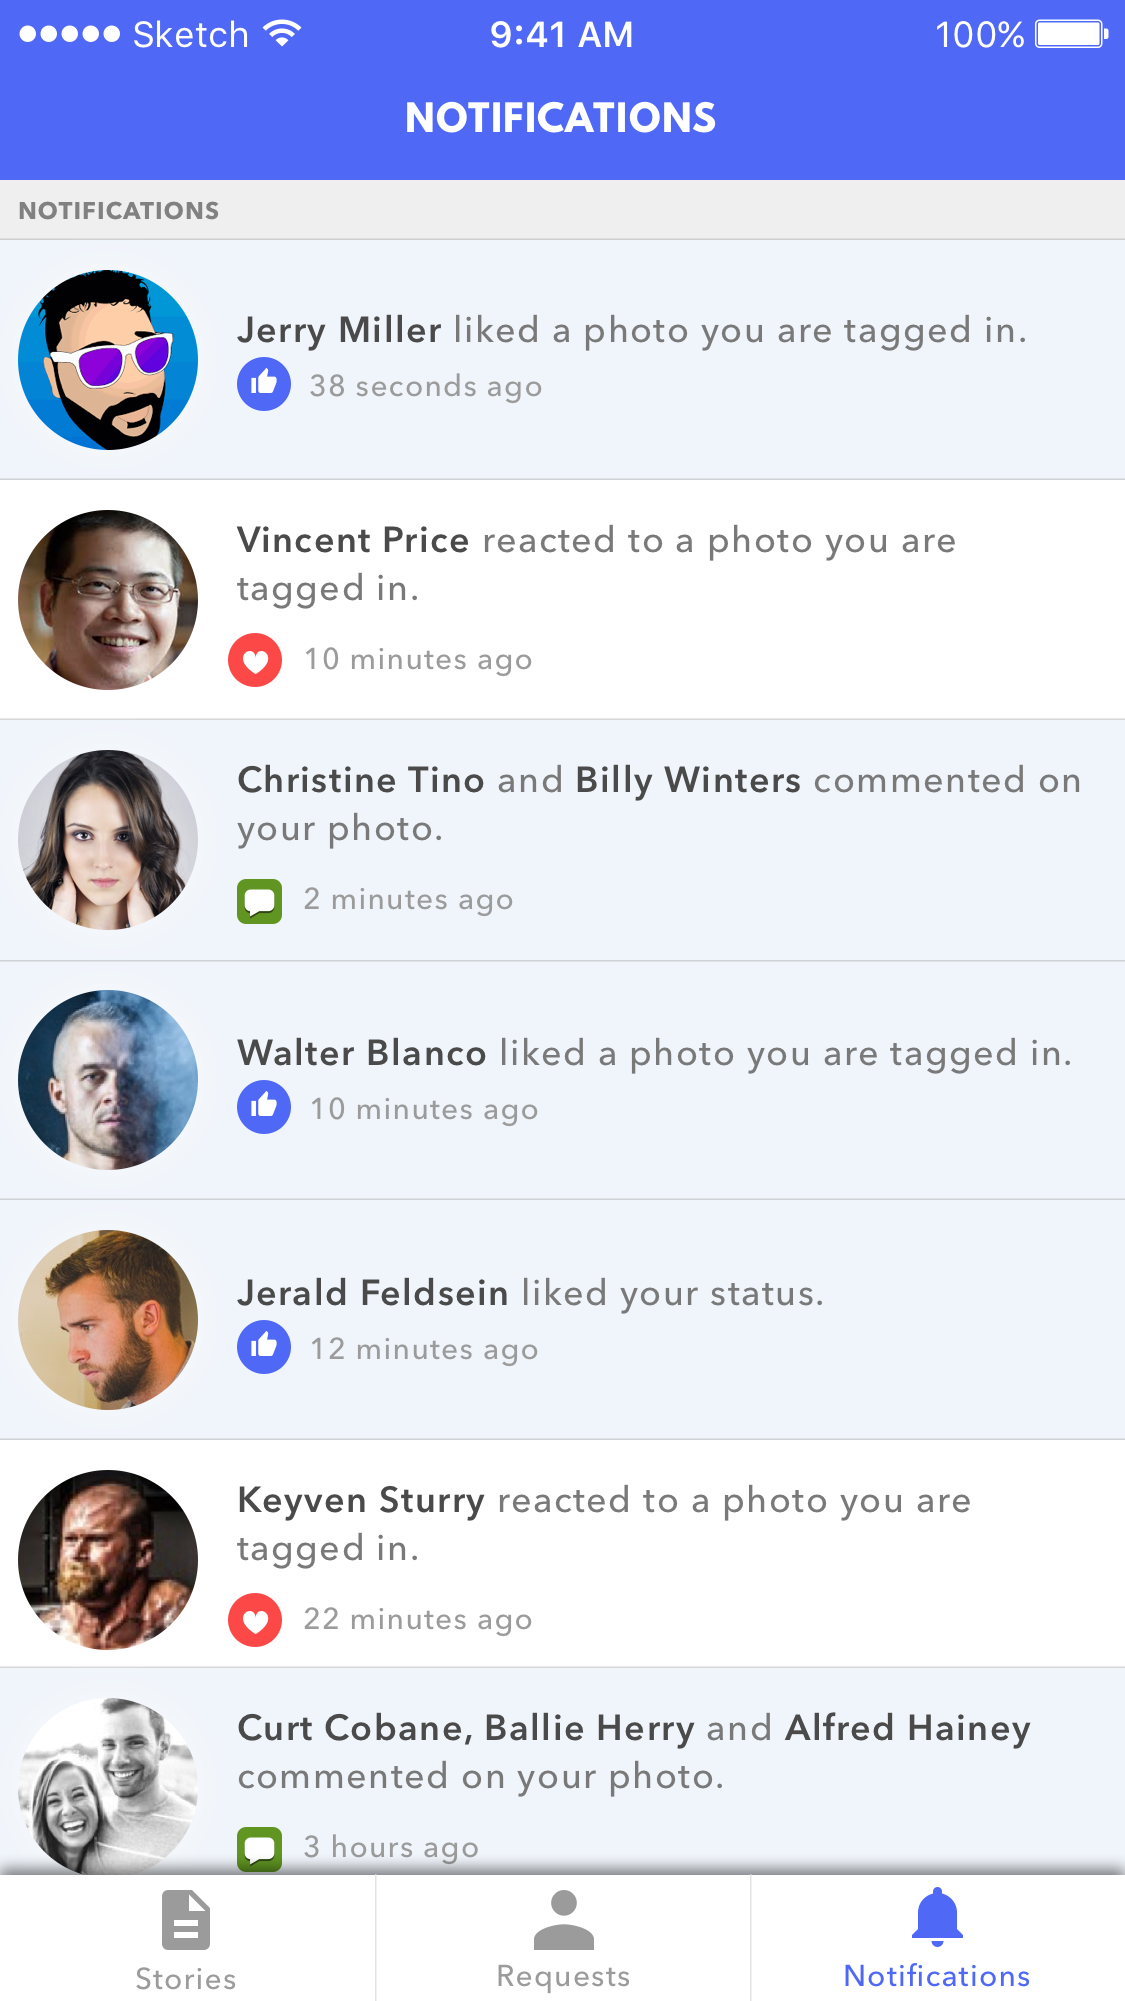 Sketch 9:41 AM 100%
NOTIFICATIONS
NOTIFICATIONS
Jerry Miller liked a photo you are tagged in.
38 seconds ago
Vincent Price reacted to a photo you are
tagged in.
10 minutes ago
Christine Tino and Billy Winters commented on
your photo.
2 minutes ago
Walter Blanco liked a photo you are tagged in.
10 minutes ago
Jerald Feldsein liked your status.
12 minutes ago
Keyven Sturry reacted to a photo you are
tagged in.
22 minutes ago
Curt Cobane, Ballie Herry and Alfred Hainey
commented on your photo.
3 hours ago
Stories Requests Notifications